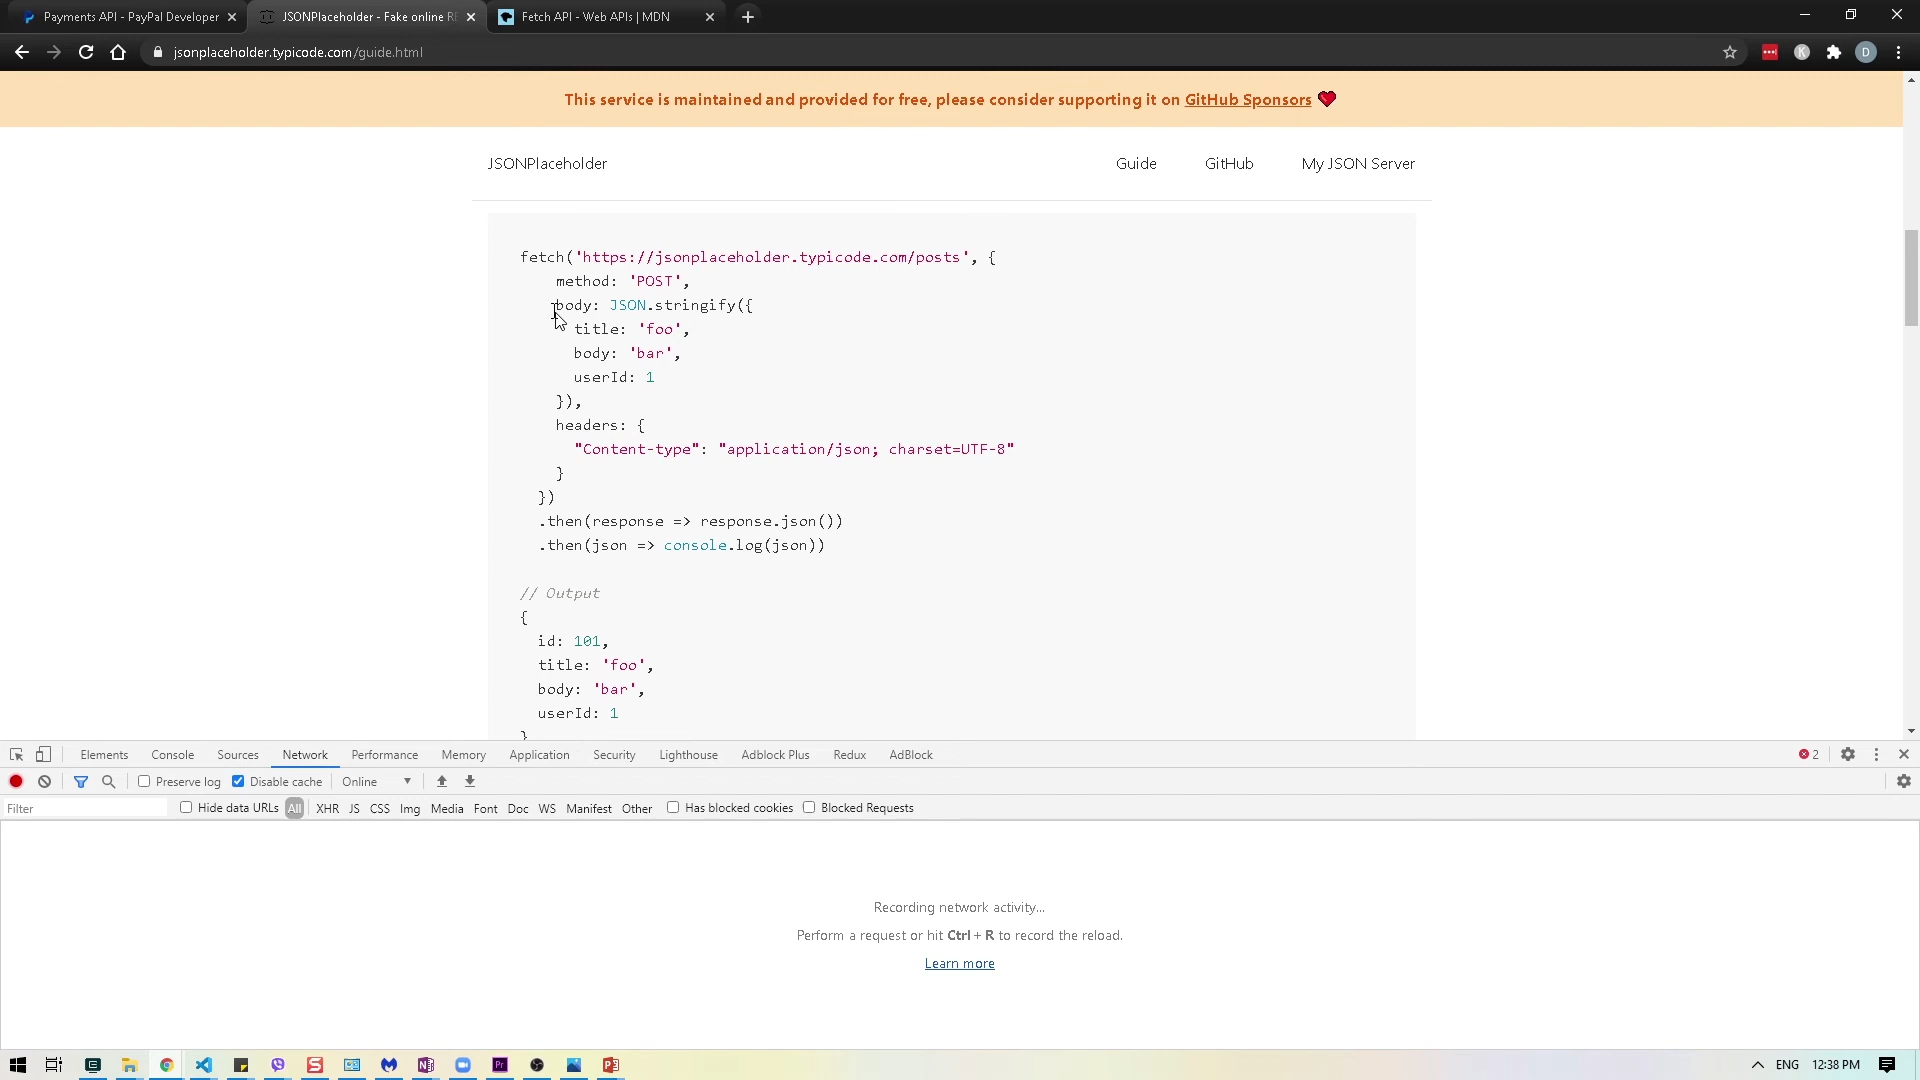 Payments API - PayPal Developer
JSONPlaceholder - Fake online RE
Fetch API - Web APIs | MDN
jsonplaceholder.typicode.com/guide.html
K
D
This service is maintained and provided for free, please consider supporting it on GitHub Sponsors
JSONPlaceholder
Guide
GitHub
My JSON Server
fetch('https://jsonplaceholder.typicode.com/posts', {
method: 'POST',
body: JSON.stringify({
title: 'foo',
body: 'bar',
userId: 1
}),
headers: {
"Content-type": "application/json; charset=UTF-8"
}
})
.then(response => response.json())
.then(json => console.log(json))
// Output
{
id: 101,
title: 'foo',
body: 'bar',
userId: 1
}
Elements Console Sources Network Performance Memory Application Security Lighthouse Adblock Plus Redux AdBlock 2
Preserve log Disable cache Online
Filter Hide data URLs All XHR JS CSS Img Media Font Doc WS Manifest Other Has blocked cookies Blocked Requests
Recording network activity...
Perform a request or hit Ctrl + R to record the reload.
Learn more
ENG 12:38 PM